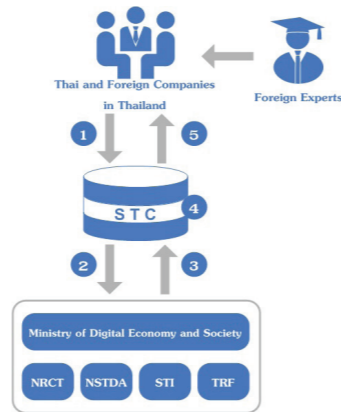 Thai and Foreign Companies
in Thailand
Foreign Experts
1
5
STC
4
2
3
Ministry of Digital Economy and Society
NRCT
NSTDA
STI
TRF